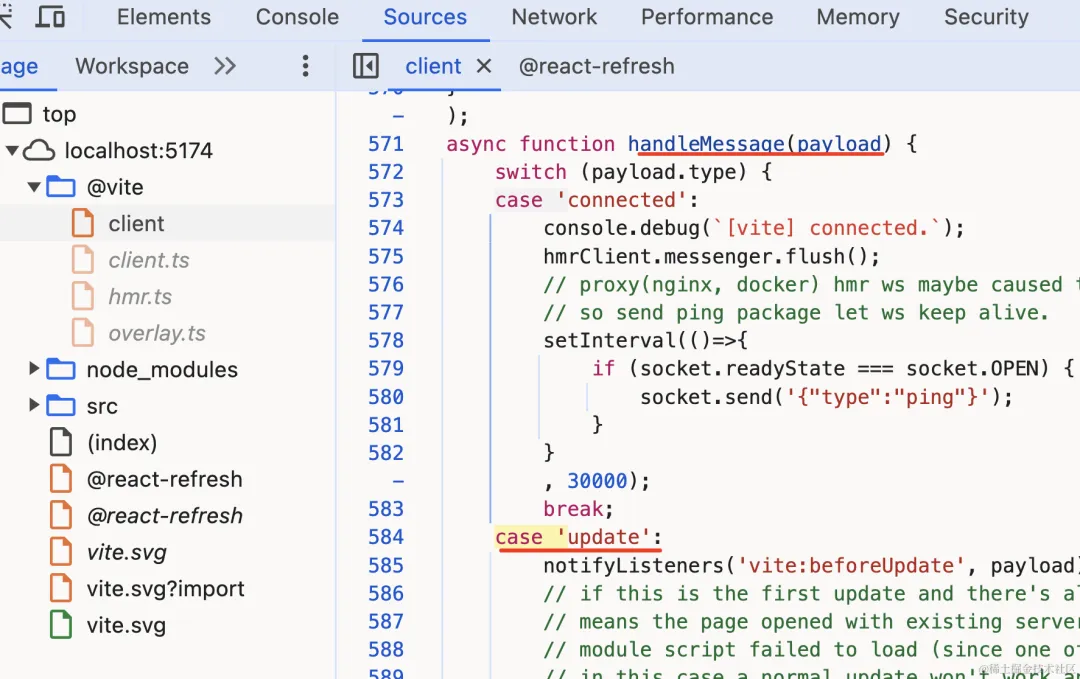 Elements Console Sources Network Performance Memory Security
age Workspace client @react-refresh
top
localhost:5174
@vite
client
client.ts
hmr.ts
overlay.ts
node_modules
src
(index)
@react-refresh
@react-refresh
vite.svg
vite.svg?import
vite.svg
570 }
– );
571 async function handleMessage(payload) {
572 switch (payload.type) {
573 case 'connected':
574 console.debug(`[vite] connected.`);
575 hmrClient.messenger.flush();
576 // proxy(nginx, docker) hmr ws maybe caused t
577 // so send ping package let ws keep alive.
578 setInterval(()=>{
579 if (socket.readyState === socket.OPEN) {
580 socket.send('{"type":"ping"}');
581 }
582 }
– , 30000);
583 break;
584 case 'update':
585 notifyListeners('vite:beforeUpdate', payload)
586 // if this is the first update and there's al
587 // means the page opened with existing server
588 // module script failed to load (since one of
589 // in this case a normal update won't work an
@稀土掘金技术社区